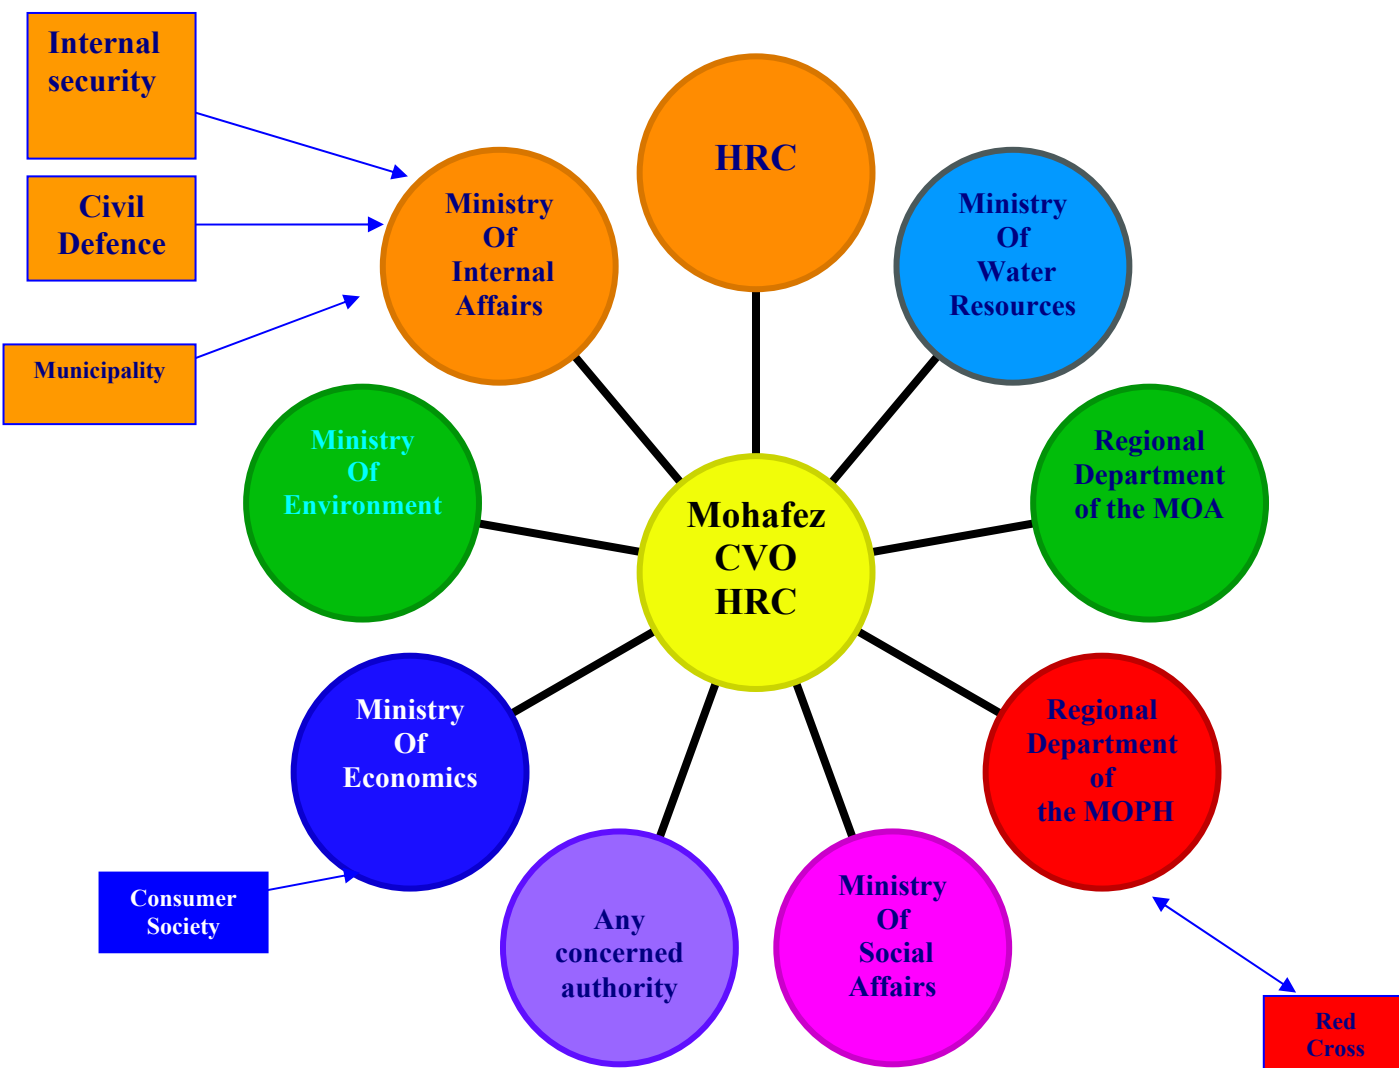 Internal
security
Civil
Defence
Municipality
HRC
Ministry
Of
Internal
Affairs
Ministry
Of
Water
Resources
Ministry
Of
Environment
Regional
Department
of the MOA
Mohafez
CVO
HRC
Ministry
Of
Economics
Regional
Department
of
the MOPH
Consumer
Society
Any
concerned
authority
Ministry
Of
Social
Affairs
Red
Cross